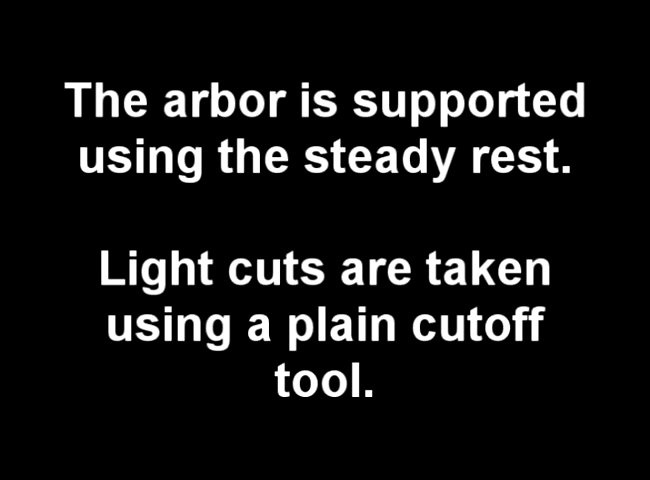 The arbor is supported
using the steady rest.
Light cuts are taken
using a plain cutoff
tool.